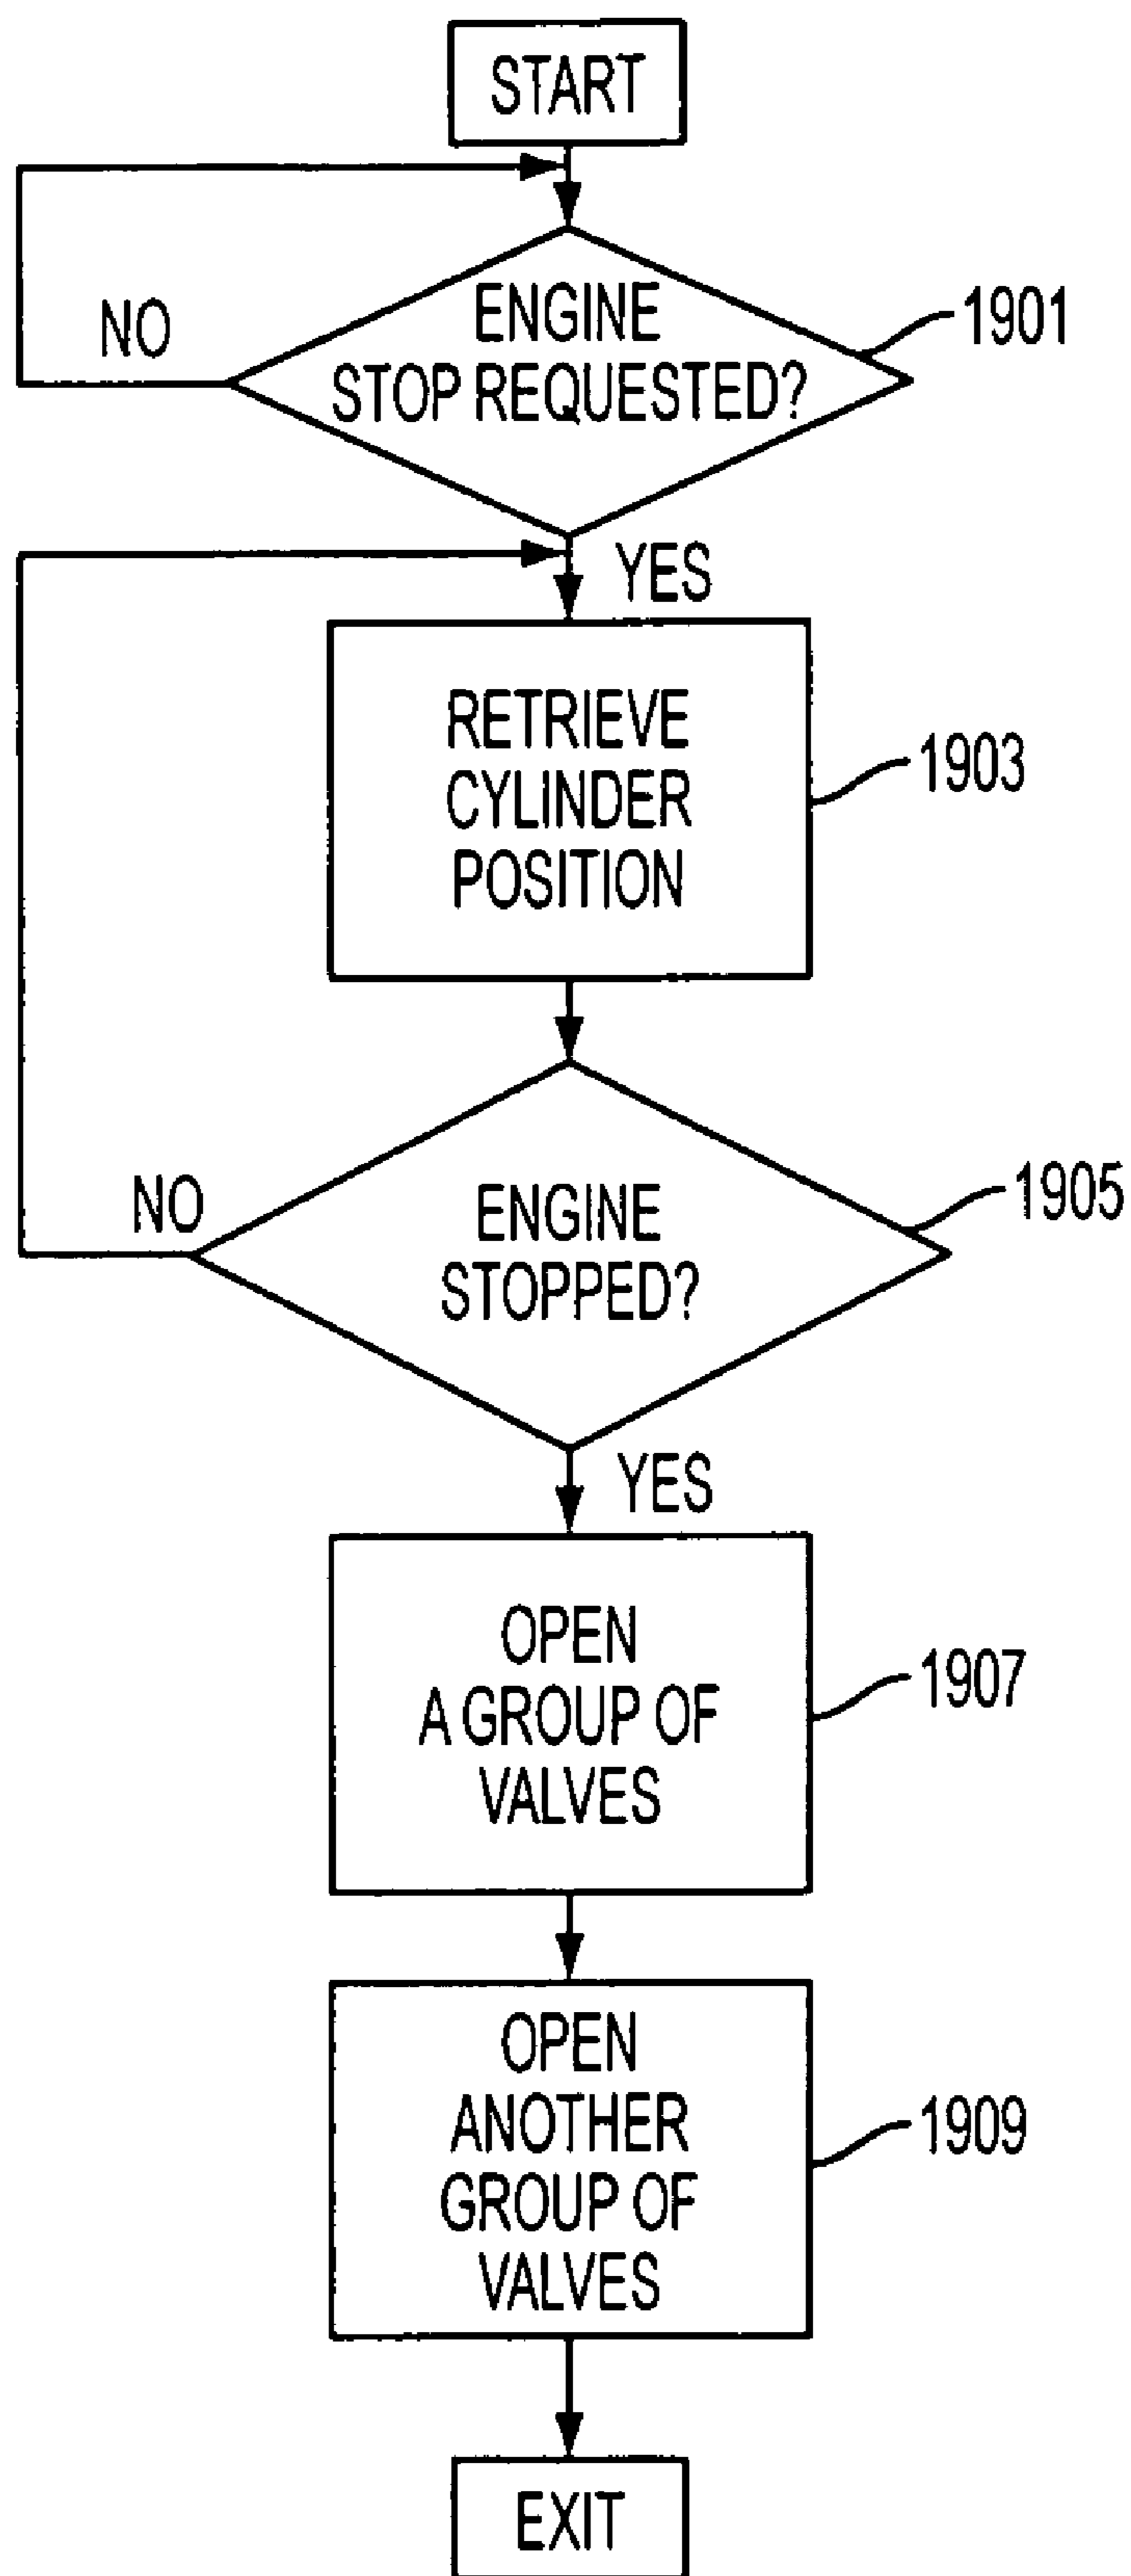 START
NO
ENGINE
STOP REQUESTED?
1901
YES
RETRIEVE
CYLINDER
POSITION
1903
NO
ENGINE
STOPPED?
1905
YES
OPEN
A GROUP OF
VALVES
1907
OPEN
ANOTHER
GROUP OF
VALVES
1909
EXIT